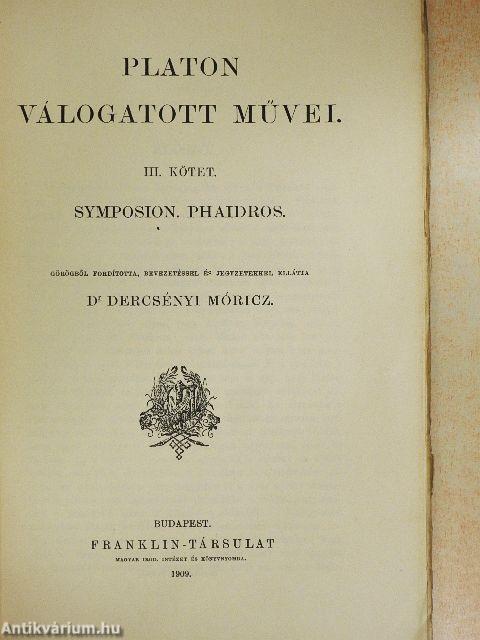 PLATON
VÁLOGATOTT MŰVEI.
III. KÖTET.
SYMPOSION. PHAIDROS.
GÖRÖGBŐL FORDÍTOTTA, BEVEZETÉSSEL ÉS JEGYZETEKKEL ELLÁTTA
Dr DERCSÉNYI MÓRICZ.
BUDAPEST.
FRANKLIN-TÁRSULAT
MAGYAR IROD. INTÉZET ÉS KÖNYVNYOMDA.
1909.
Antikvárium.hu